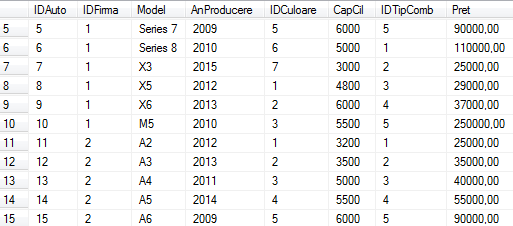 IDAuto IDFirma Model AnProducere IDCuloare CapCil IDTipComb Pret
5 5 1 Series 7 2009 5 6000 5 90000,00
6 6 1 Series 8 2010 6 5000 1 110000,00
7 7 1 X3 2015 7 3000 2 25000,00
8 8 1 X5 2012 1 4800 3 29000,00
9 9 1 X6 2013 2 6000 4 37000,00
10 10 1 M5 2010 3 5500 5 250000,00
11 11 2 A2 2012 1 3200 1 25000,00
12 12 2 A3 2013 2 3500 2 35000,00
13 13 2 A4 2011 3 5000 3 40000,00
14 14 2 A5 2014 4 5500 4 55000,00
15 15 2 A6 2009 5 6000 5 90000,00